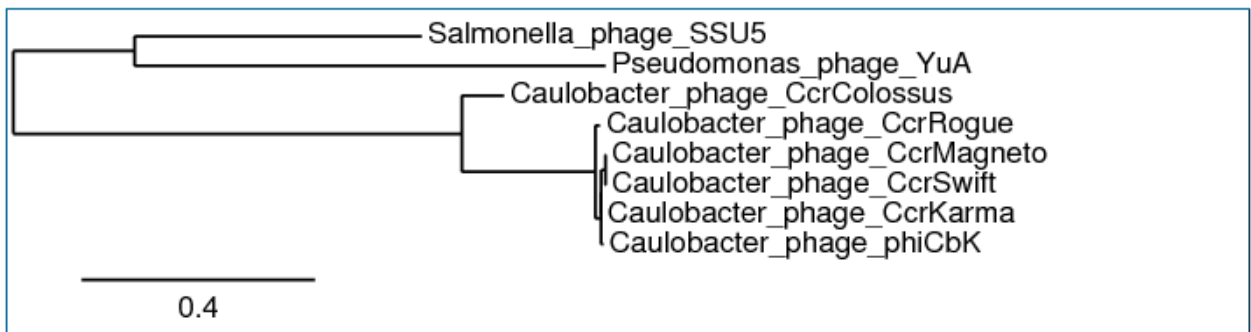 Salmonella_phage_SSU5
Pseudomonas_phage_YuA
Caulobacter_phage_CcrColossus
Caulobacter_phage_CcrRogue
Caulobacter_phage_CcrMagneto
Caulobacter_phage_CcrSwift
Caulobacter_phage_CcrKarma
Caulobacter_phage_phiCbK
0.4